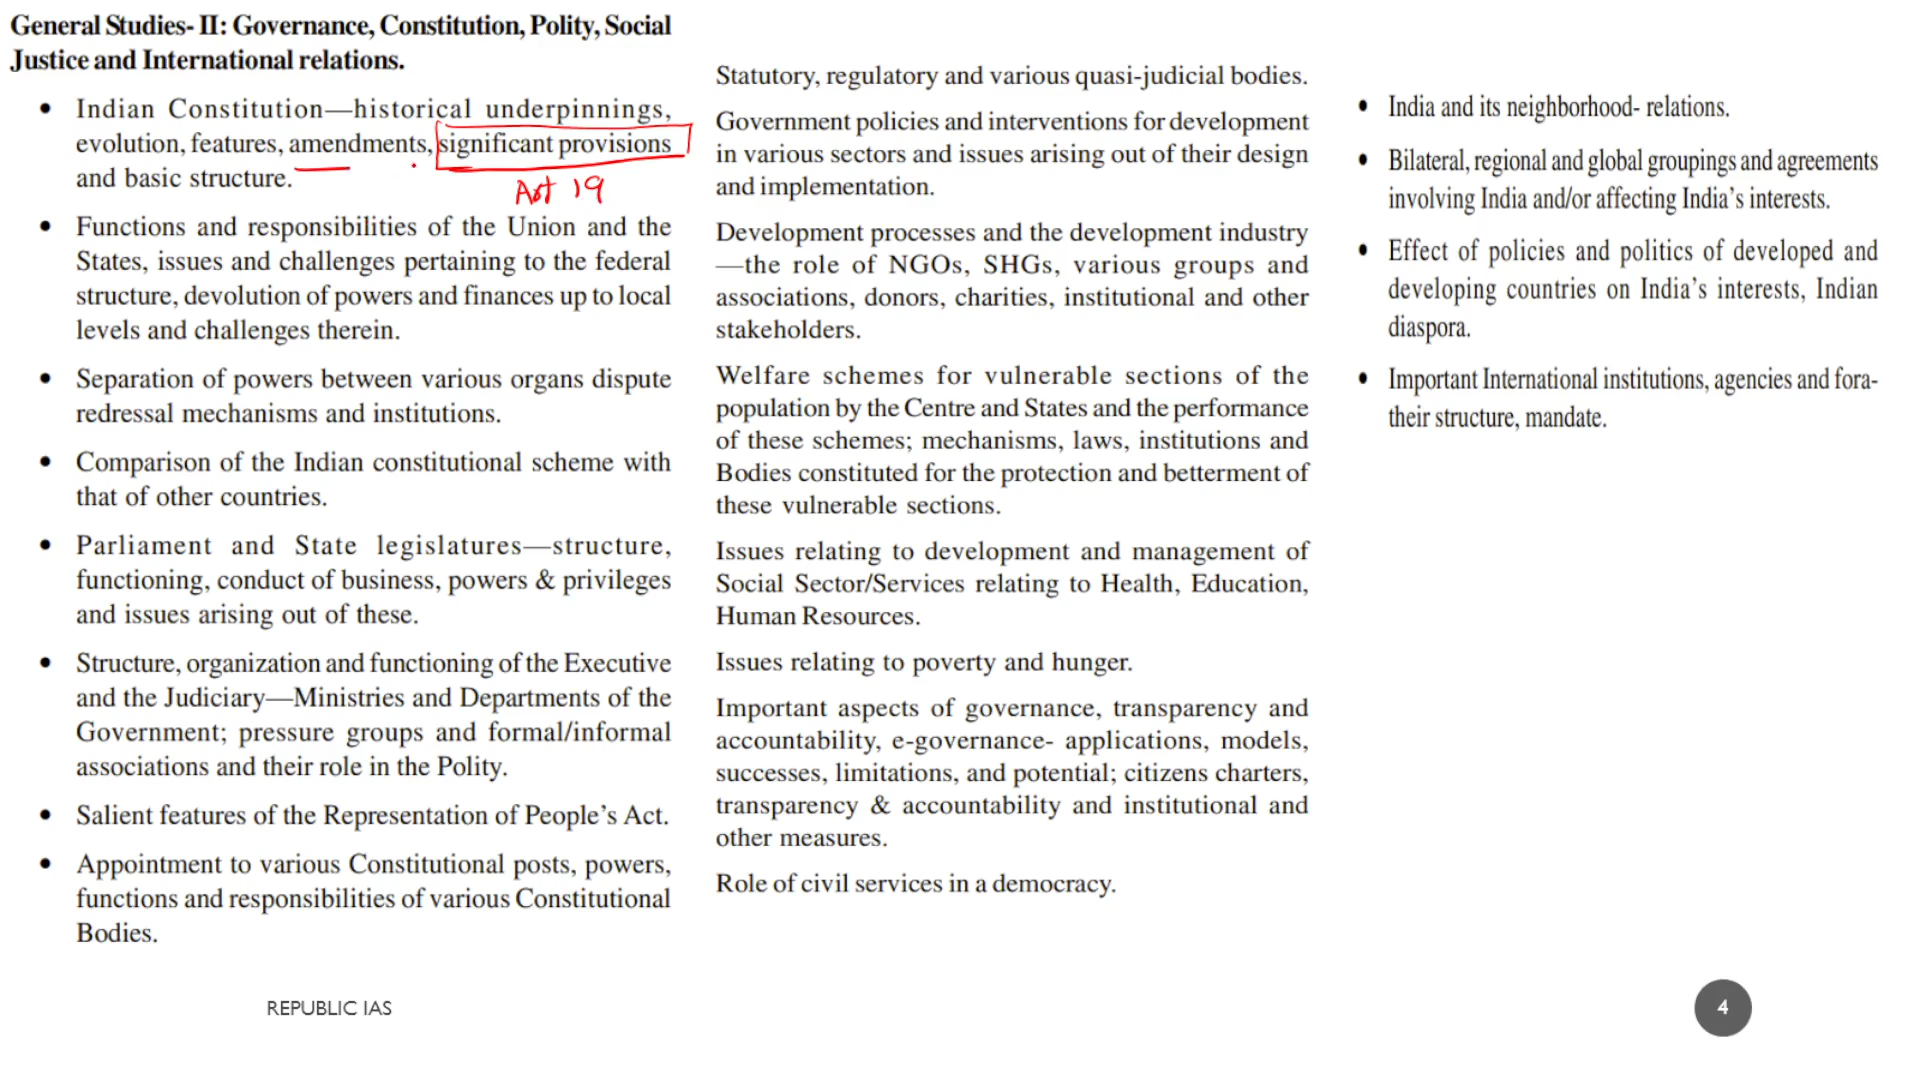 General Studies- II: Governance, Constitution, Polity, Social
Justice and International relations.
• Indian Constitution—historical underpinnings,
evolution, features, amendments, significant provisions
and basic structure.
Art 19
• Functions and responsibilities of the Union and the
States, issues and challenges pertaining to the federal
structure, devolution of powers and finances up to local
levels and challenges therein.
• Separation of powers between various organs dispute
redressal mechanisms and institutions.
• Comparison of the Indian constitutional scheme with
that of other countries.
• Parliament and State legislatures—structure,
functioning, conduct of business, powers & privileges
and issues arising out of these.
• Structure, organization and functioning of the Executive
and the Judiciary—Ministries and Departments of the
Government; pressure groups and formal/informal
associations and their role in the Polity.
• Salient features of the Representation of People's Act.
• Appointment to various Constitutional posts, powers,
functions and responsibilities of various Constitutional
Bodies.
Statutory, regulatory and various quasi-judicial bodies.
Government policies and interventions for development
in various sectors and issues arising out of their design
and implementation.
Development processes and the development industry
—the role of NGOs, SHGs, various groups and
associations, donors, charities, institutional and other
stakeholders.
Welfare schemes for vulnerable sections of the
population by the Centre and States and the performance
of these schemes; mechanisms, laws, institutions and
Bodies constituted for the protection and betterment of
these vulnerable sections.
Issues relating to development and management of
Social Sector/Services relating to Health, Education,
Human Resources.
Issues relating to poverty and hunger.
Important aspects of governance, transparency and
accountability, e-governance- applications, models,
successes, limitations, and potential; citizens charters,
transparency & accountability and institutional and
other measures.
Role of civil services in a democracy.
• India and its neighborhood- relations.
• Bilateral, regional and global groupings and agreements
involving India and/or affecting India's interests.
• Effect of policies and politics of developed and
developing countries on India's interests, Indian
diaspora.
• Important International institutions, agencies and fora-
their structure, mandate.
REPUBLIC IAS
4